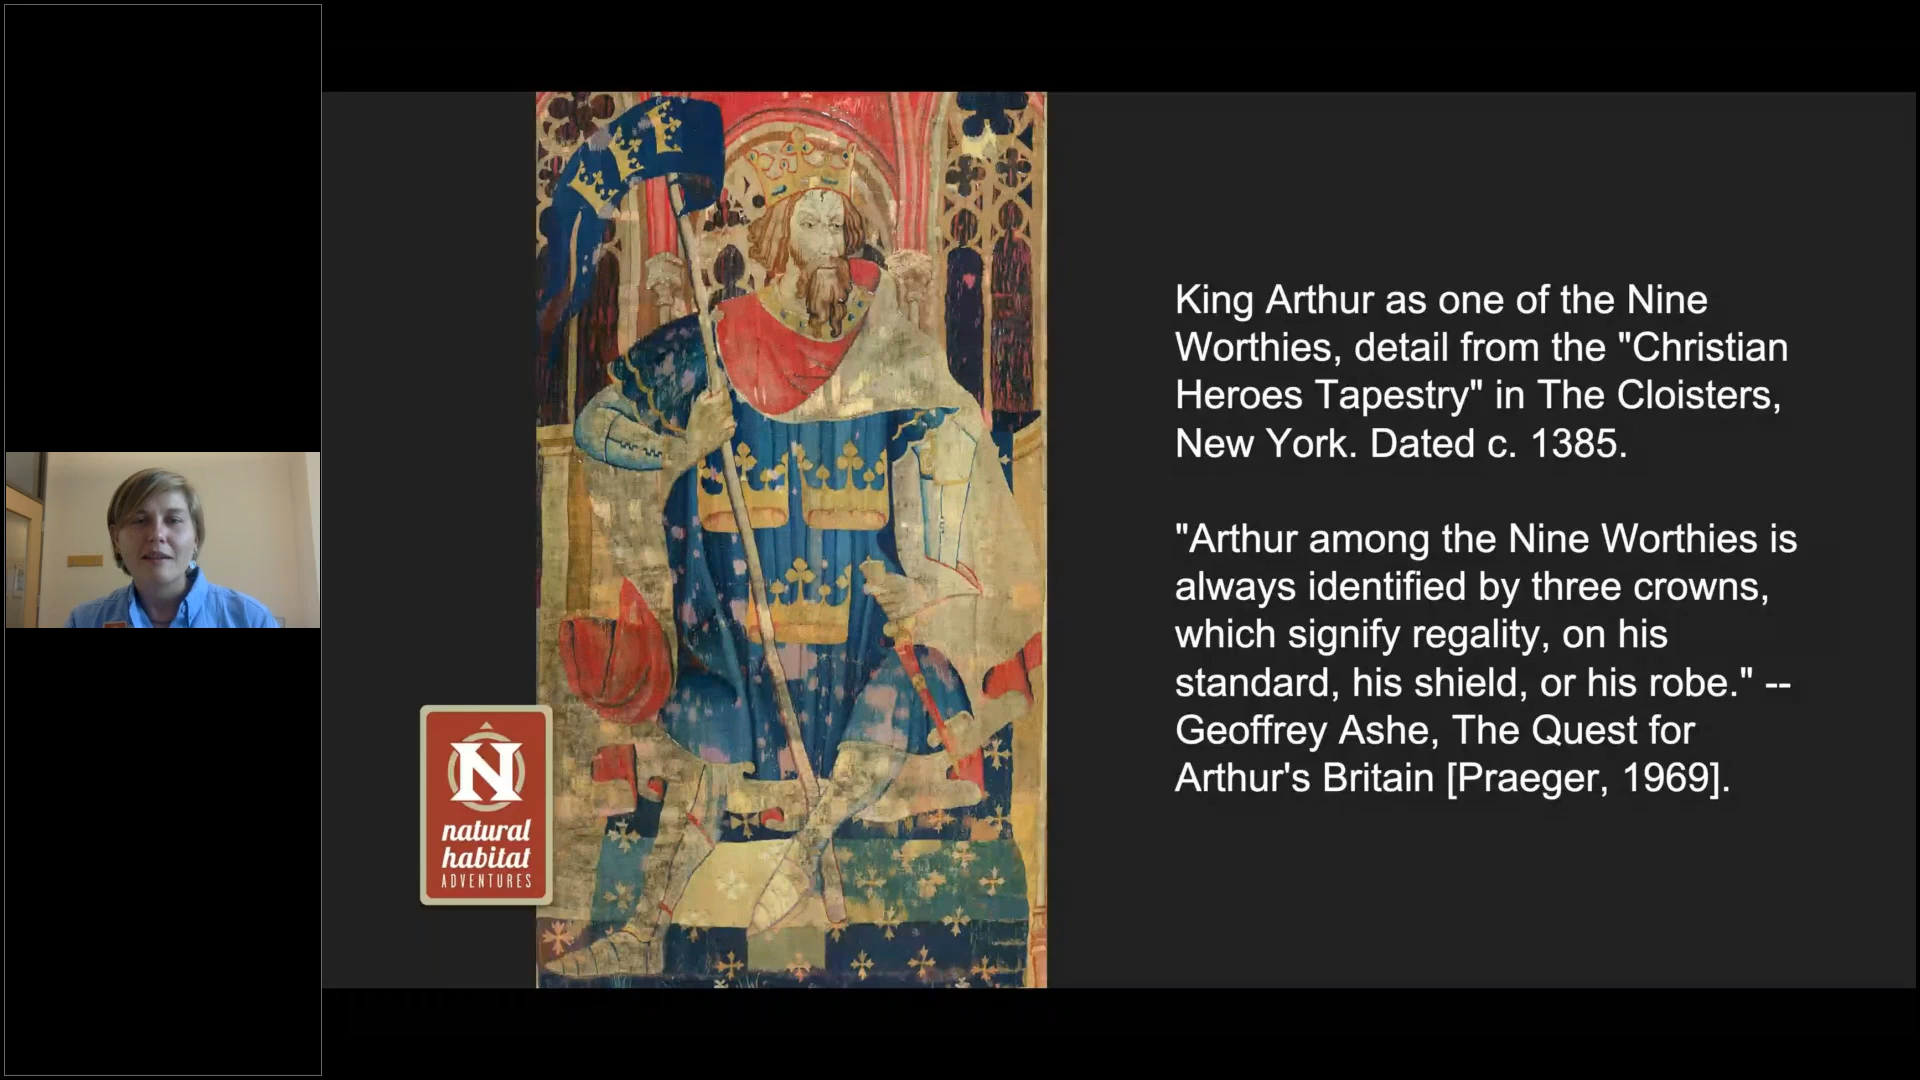 King Arthur as one of the Nine
Worthies, detail from the "Christian
Heroes Tapestry" in The Cloisters,
New York. Dated c. 1385.
"Arthur among the Nine Worthies is
always identified by three crowns,
which signify regality, on his
standard, his shield, or his robe." --
Geoffrey Ashe, The Quest for
Arthur's Britain [Praeger, 1969].
N
natural
habitat
ADVENTURES